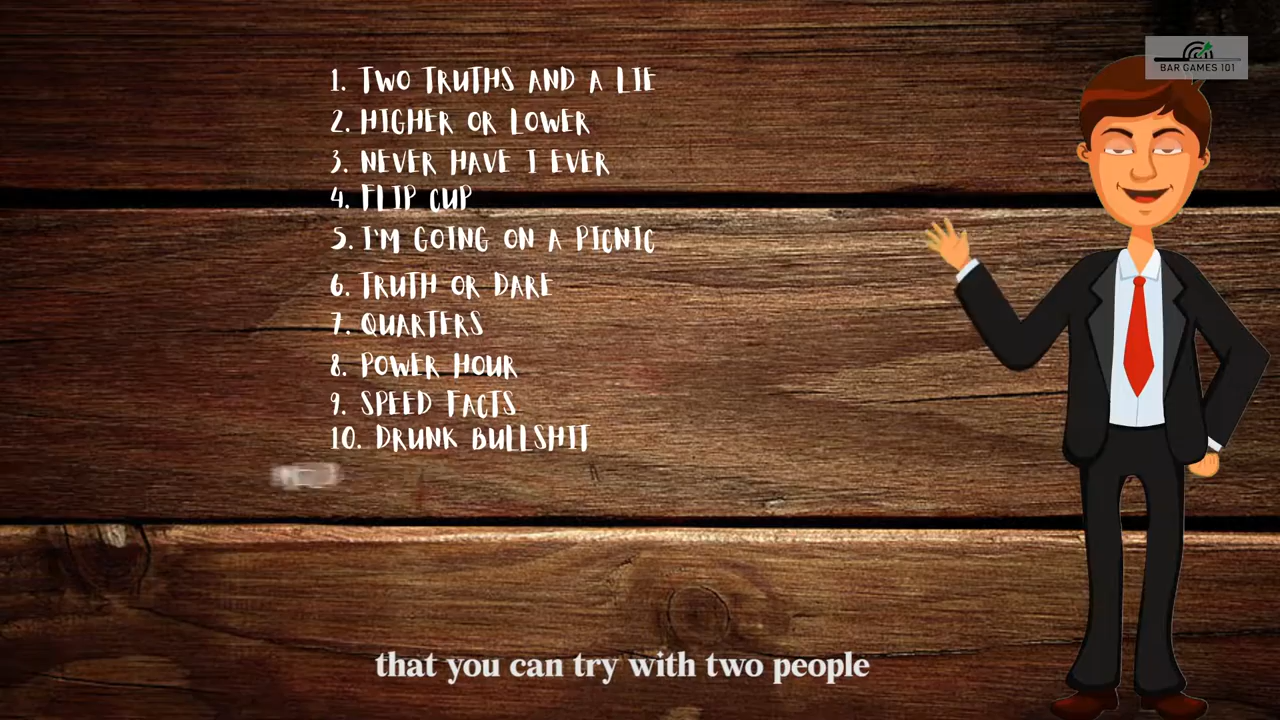 BAR GAMES 101
1. TWO TRUTHS AND A LIE
2. HIGHER OR LOWER
3. NEVER HAVE I EVER
4. FLIP CUP
5. I'M GOING ON A PICNIC
6. TRUTH OR DARE
7. QUARTERS
8. POWER HOUR
9. SPEED FACTS
10. DRUNK BULLSHIT
that you can try with two people